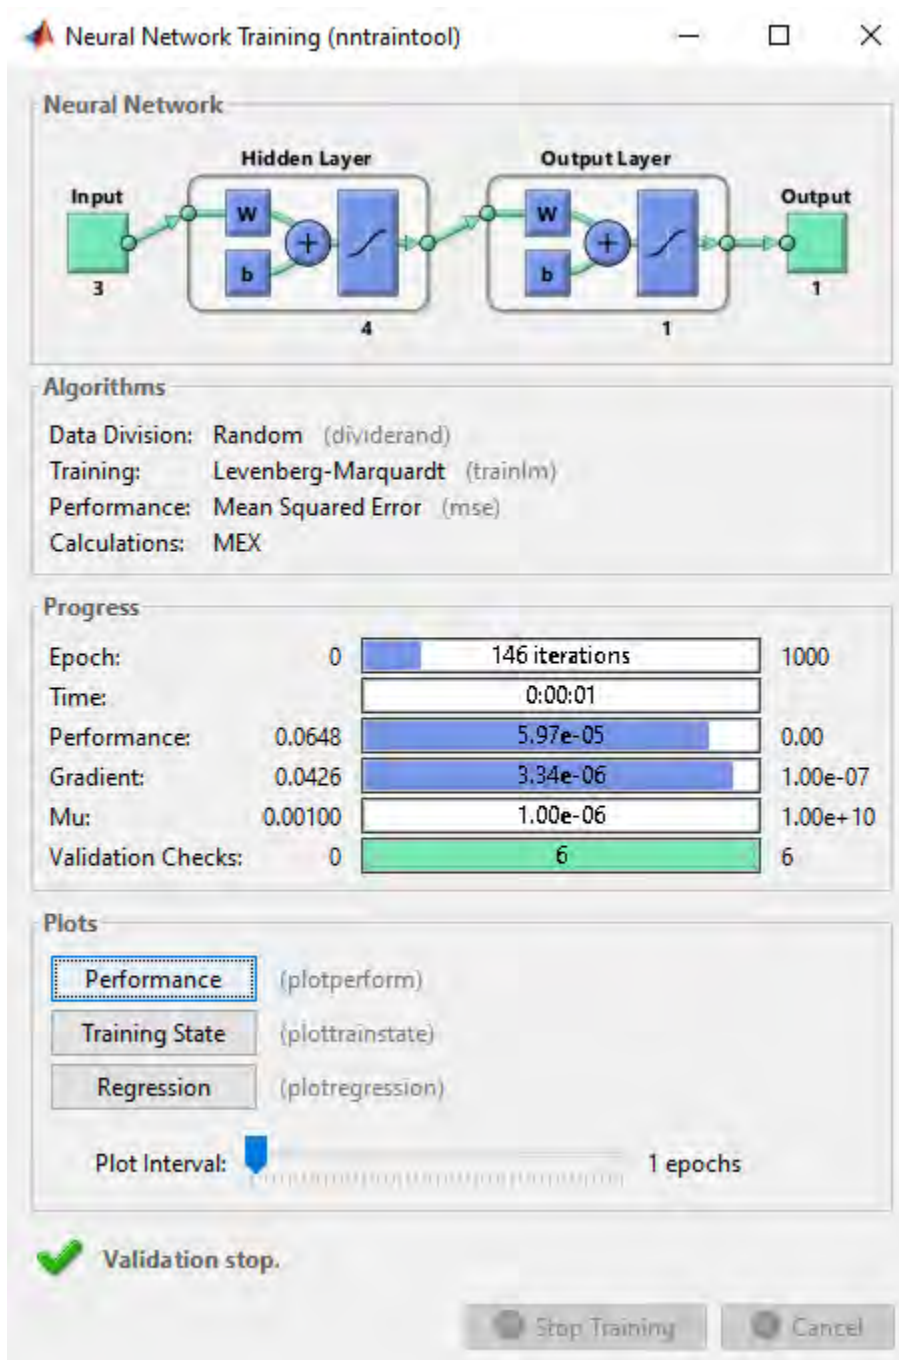 Neural Network Training (nntraintool)
Neural Network
Hidden Layer
Output Layer
Input
Output
W
b
+
W
b
+
3
4
1
1
Algorithms
Data Division: Random (dividerand)
Training: Levenberg-Marquardt (trainlm)
Performance: Mean Squared Error (mse)
Calculations: MEX
Progress
Epoch: 0 146 iterations 1000
Time: 0:00:01
Performance: 0.0648 5.97e-05 0.00
Gradient: 0.0426 3.34e-06 1.00e-07
Mu: 0.00100 1.00e-06 1.00e+10
Validation Checks: 0 6 6
Plots
Performance (plotperform)
Training State (plottrainstate)
Regression (plotregression)
Plot Interval: 1 epochs
Validation stop.
Stop Training Cancel